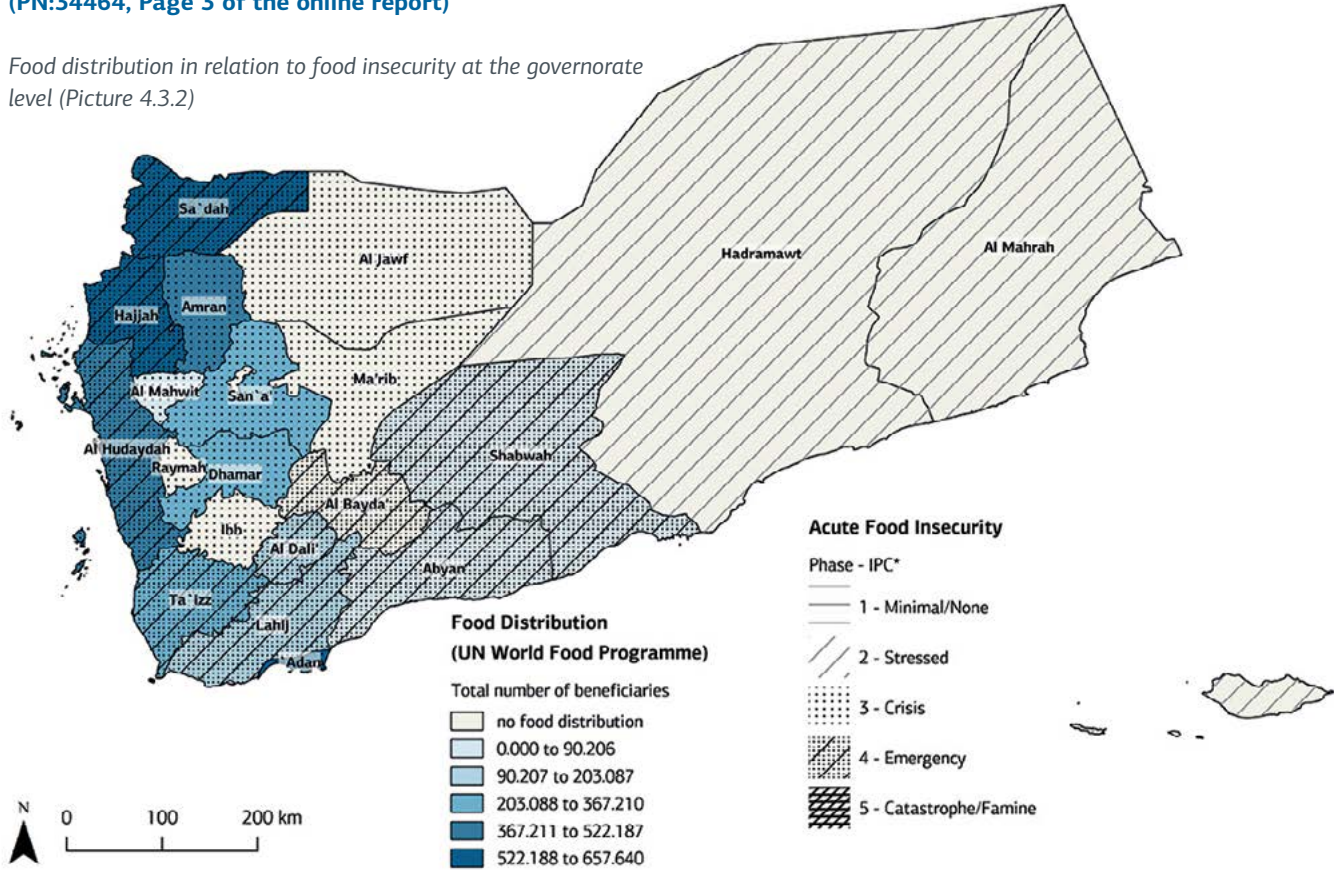 (PN:34464, Page 3 of the online report)
Food distribution in relation to food insecurity at the governorate
level (Picture 4.3.2)
Sa`dah
Al Jawf
Hadramawt
Al Mahrah
Hajjah
Amran
Al Mahwit
San`a'
Ma'rib
Al Hudaydah
Raymah
Dhamar
Shabwah
Al Bayda'
Ibb
Al Dali'
Abyan
Ta`Izz
Lahlj
`Adan
Food Distribution
(UN World Food Programme)
Total number of beneficiaries
no food distribution
0.000 to 90.206
90.207 to 203.087
203.088 to 367.210
367.211 to 522.187
522.188 to 657.640
Acute Food Insecurity
Phase - IPC*
1 - Minimal/None
2 - Stressed
3 - Crisis
4 - Emergency
5 - Catastrophe/Famine
N
0 100 200 km